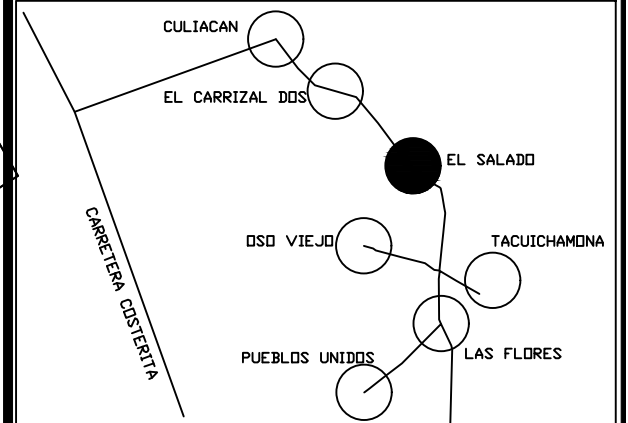 CULIACAN
EL CARRIZAL DOS
EL SALADO
OSO VIEJO
TACUICHAMONA
CARRETERA COSTERITA
PUEBLOS UNIDOS
LAS FLORES